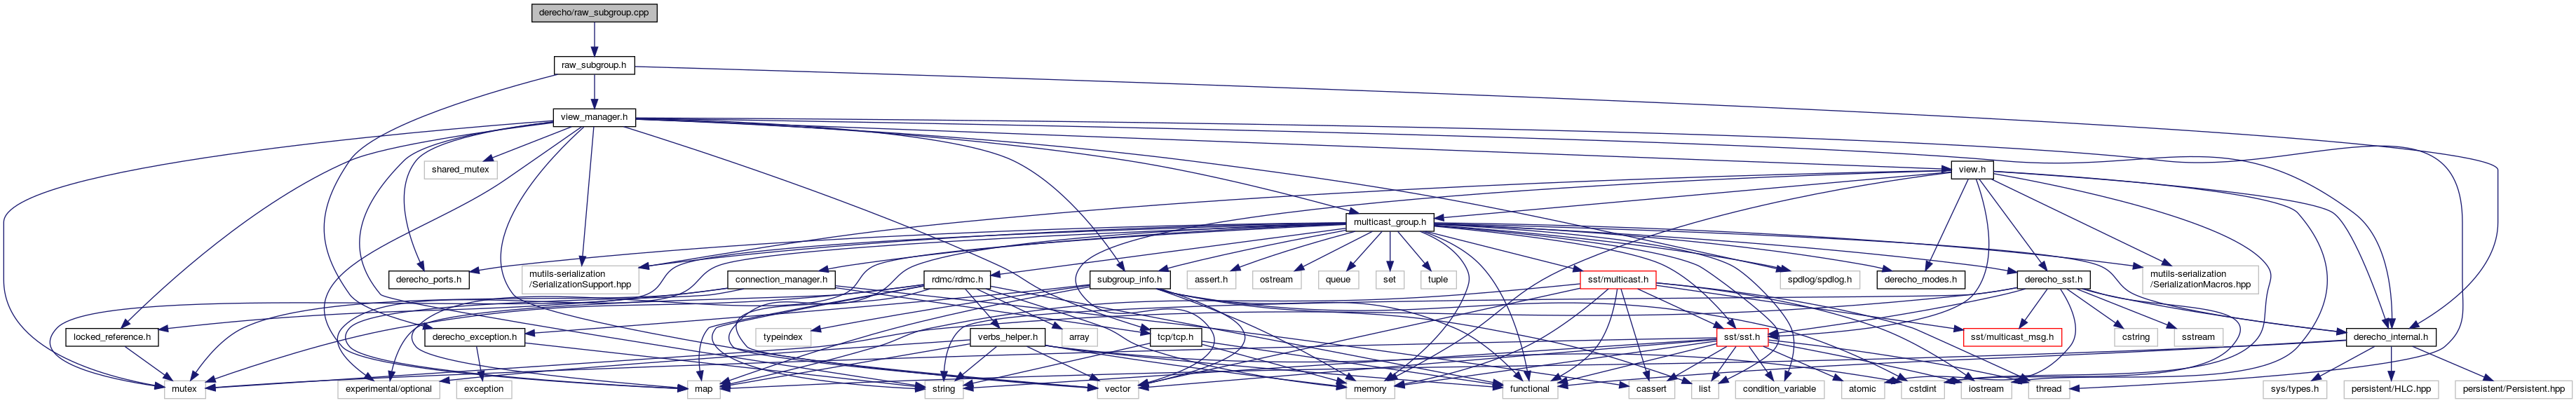 derecho/raw_subgroup.cpp
raw_subgroup.h
view_manager.h
shared_mutex
view.h
multicast_group.h
derecho_ports.h
mutils-serialization
/SerializationSupport.hpp
connection_manager.h
rdmc/rdmc.h
subgroup_info.h
assert.h
ostream
queue
set
tuple
sst/multicast.h
spdlog/spdlog.h
derecho_modes.h
derecho_sst.h
mutils-serialization
/SerializationMacros.hpp
locked_reference.h
derecho_exception.h
typeindex
verbs_helper.h
array
tcp/tcp.h
sst/sst.h
sst/multicast_msg.h
cstring
sstream
derecho_internal.h
mutex
experimental/optional
exception
map
string
vector
memory
functional
cassert
list
condition_variable
atomic
cstdint
iostream
thread
sys/types.h
persistent/HLC.hpp
persistent/Persistent.hpp